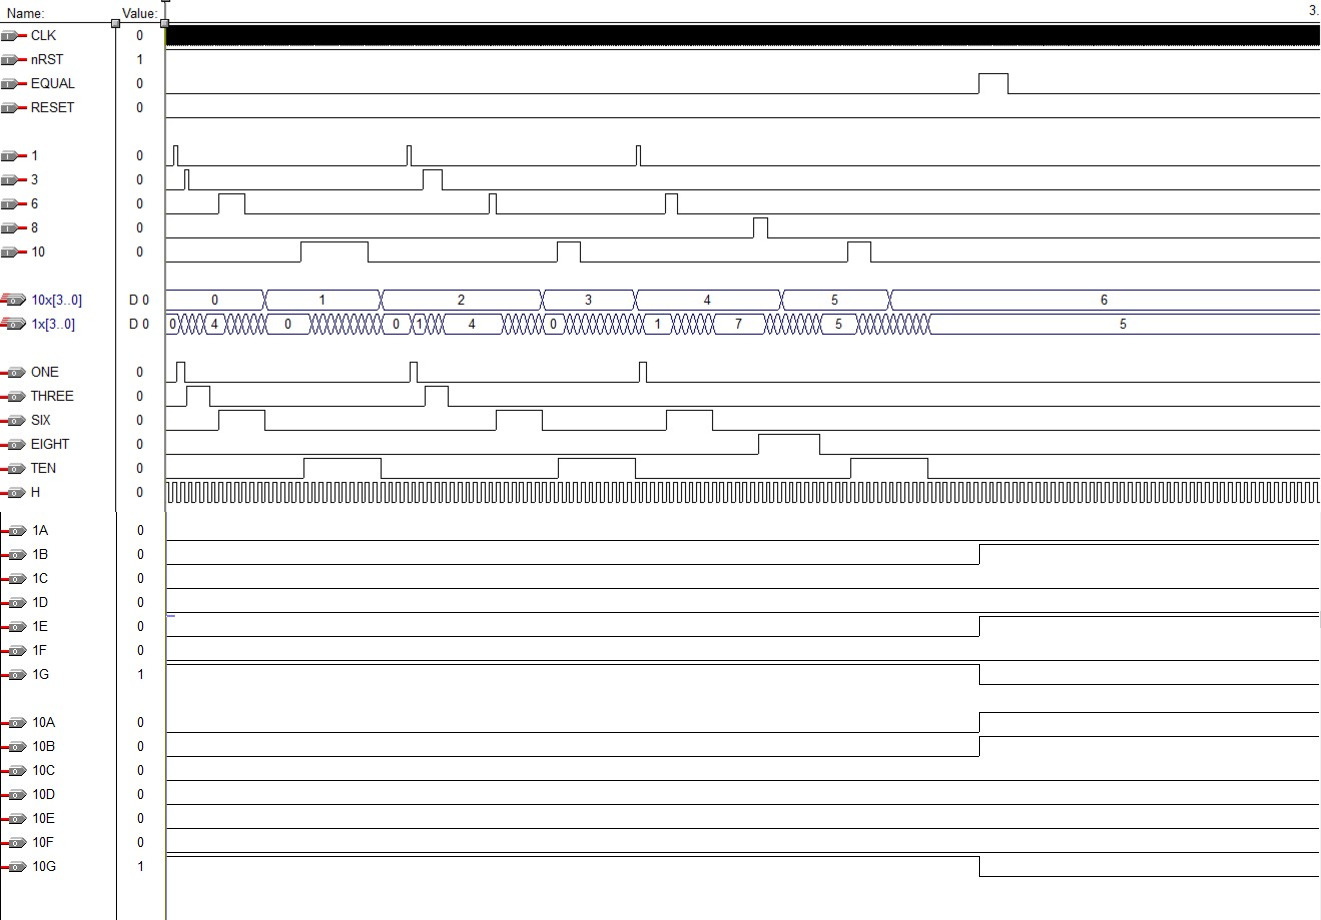 Name: Value: 3.
CLK 0
nRST 1
EQUAL 0
RESET 0
1 0
3 0
6 0
8 0
10 0
10x[3..0] D 0 0 1 2 3 4 5 6
1x[3..0] D 0 0 4 0 0 1 4 0 1 7 5 5
ONE 0
THREE 0
SIX 0
EIGHT 0
TEN 0
H 0
1A 0
1B 0
1C 0
1D 0
1E 0
1F 0
1G 1
10A 0
10B 0
10C 0
10D 0
10E 0
10F 0
10G 1